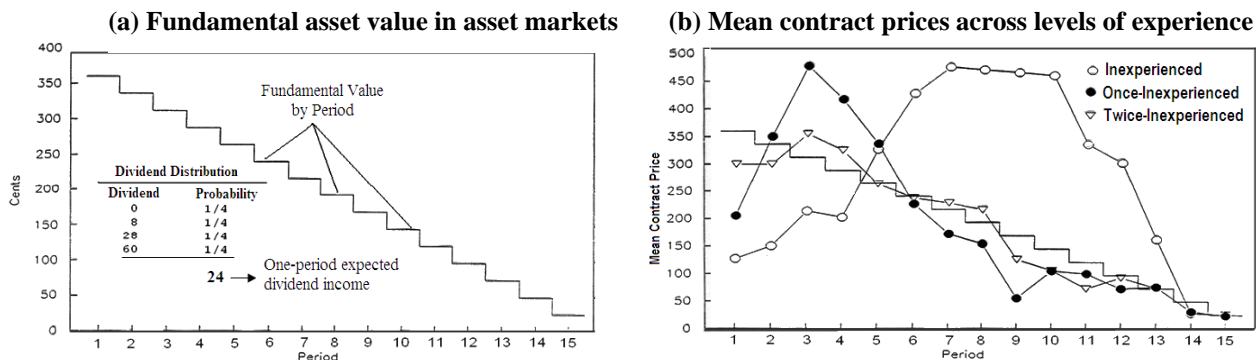 (a) Fundamental asset value in asset markets
400
350
300
250
200
150
100
50
0
Cents
Fundamental Value
by Period
Dividend Distribution
Dividend Probability
0 1/4
8 1/4
28 1/4
60 1/4
24
One-period expected
dividend income
1 2 3 4 5 6 7 8 9 10 11 12 13 14 15
Period
(b) Mean contract prices across levels of experience
500
450
400
350
300
250
200
150
100
50
0
Mean Contract Price
Inexperienced
Once-Inexperienced
Twice-Inexperienced
1 2 3 4 5 6 7 8 9 10 11 12 13 14 15
Period